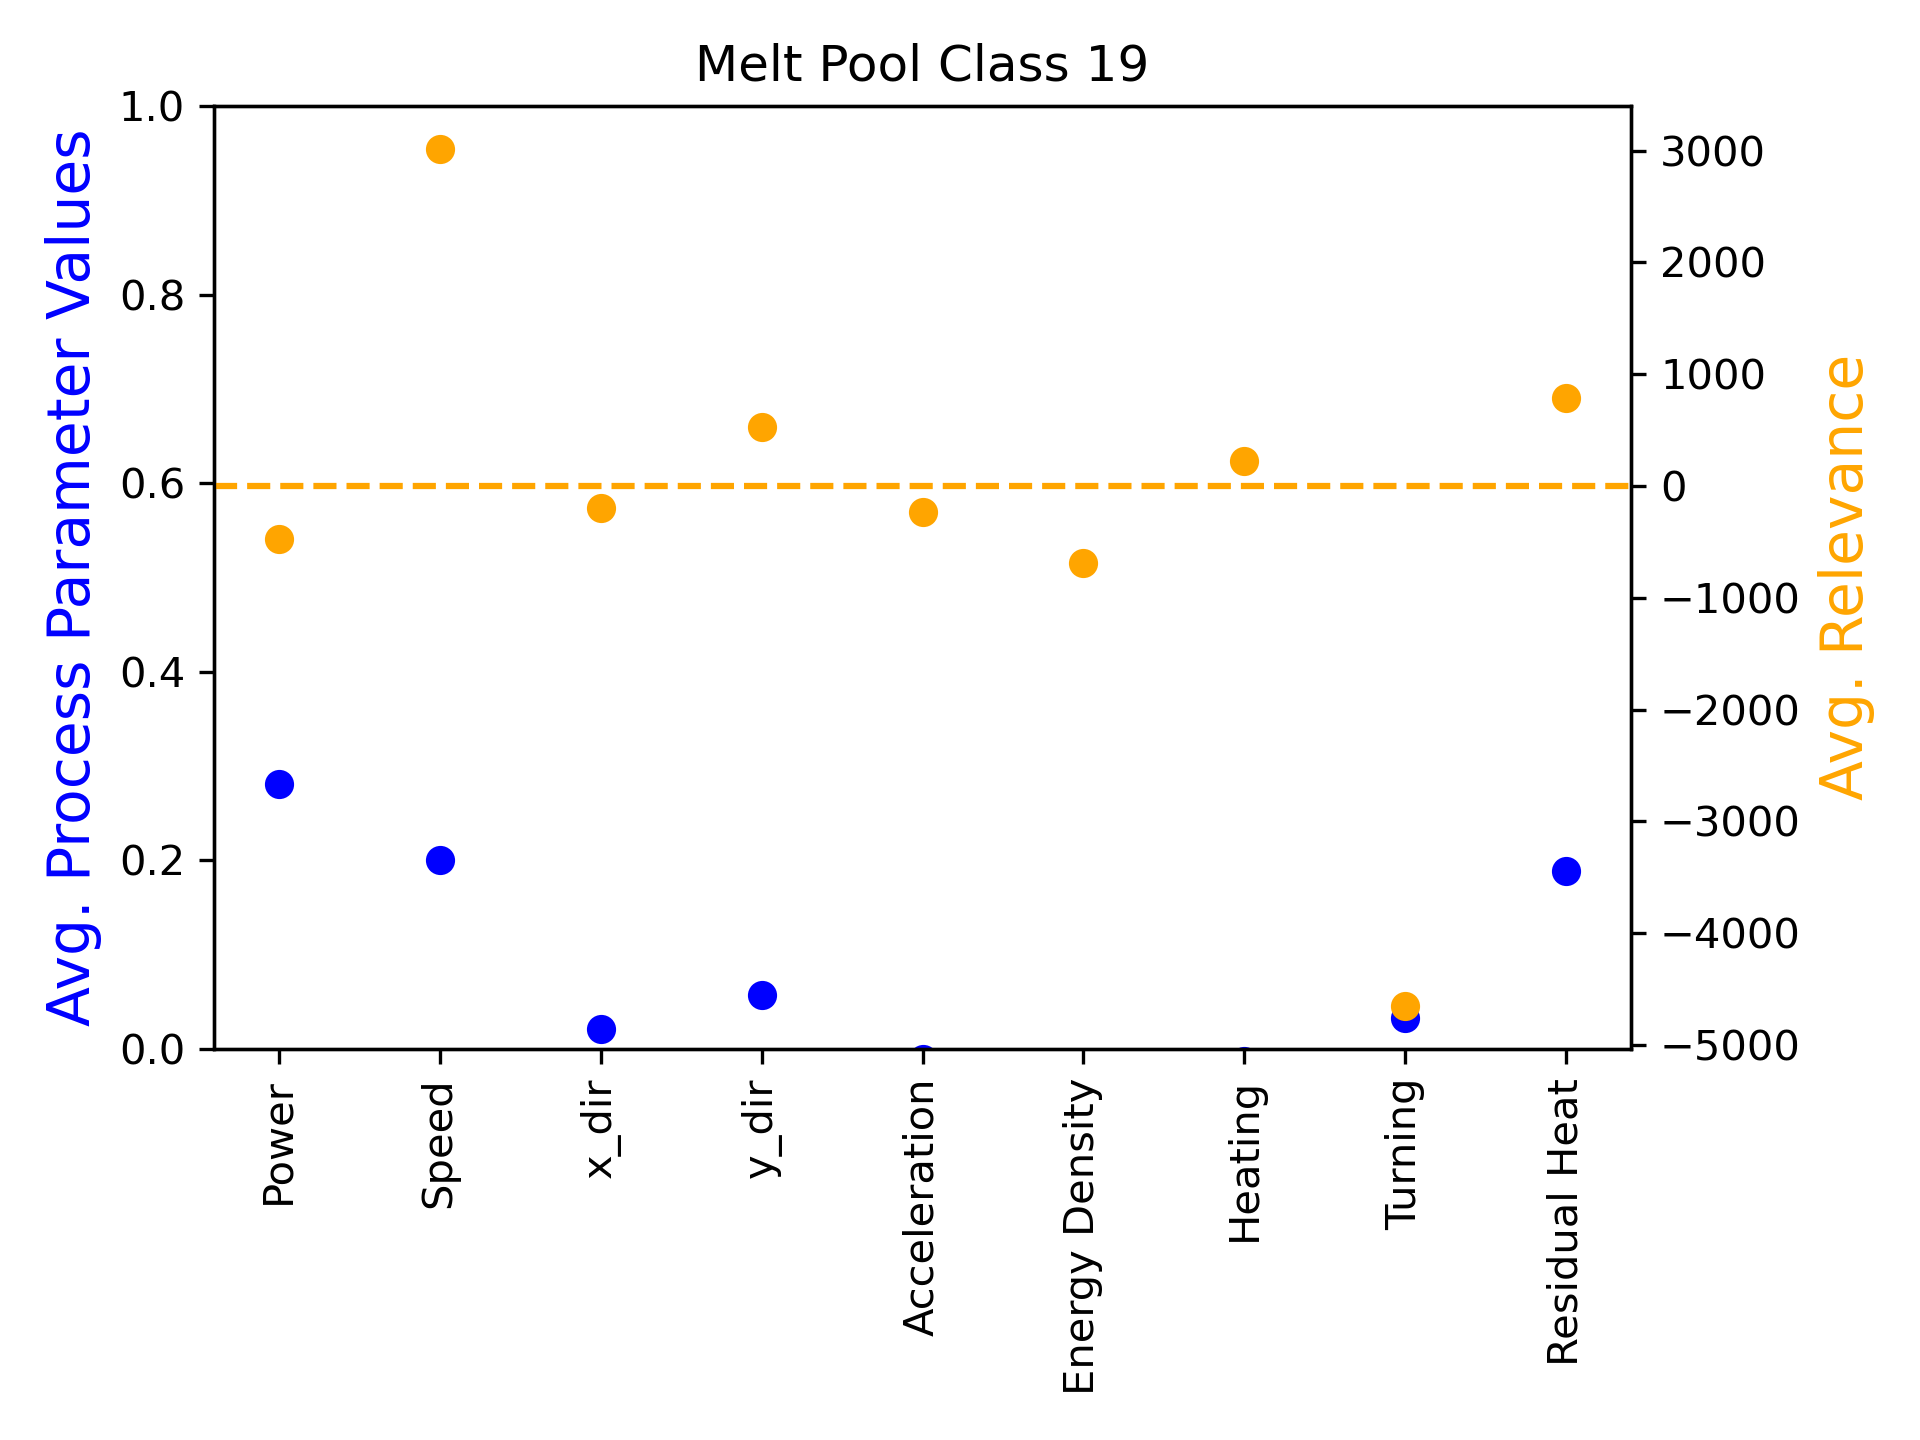 Melt Pool Class 19
Avg. Process Parameter Values
1.0
0.8
0.6
0.4
0.2
0.0
3000
2000
1000
0
−1000
−2000
−3000
−4000
−5000
Avg. Relevance
Power
Speed
x_dir
y_dir
Acceleration
Energy Density
Heating
Turning
Residual Heat